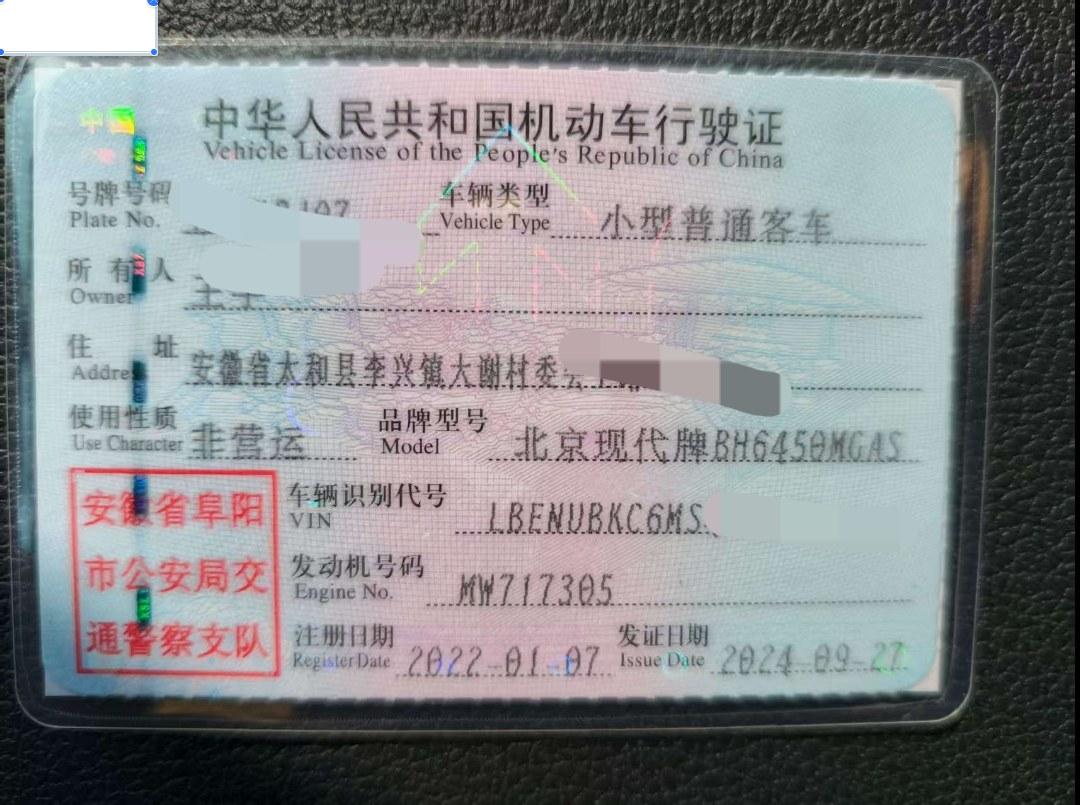 中华人民共和国机动车行驶证
Vehicle License of the People's Republic of China
号牌号码 车辆类型 小型普通客车
Plate No. Vehicle Type
所有人
Owner
住址 安徽省太和县李兴镇大谢村委
Address
使用性质 非营运 品牌型号 北京现代牌BH6450MGAS
Use Character Model
车辆识别代号 LBENUBKC6MS
VIN
发动机号码 MW717305
Engine No.
注册日期 2022-01-07 发证日期 2024-09-27
Register Date Issue Date
安徽省阜阳
市公安局交
通警察支队